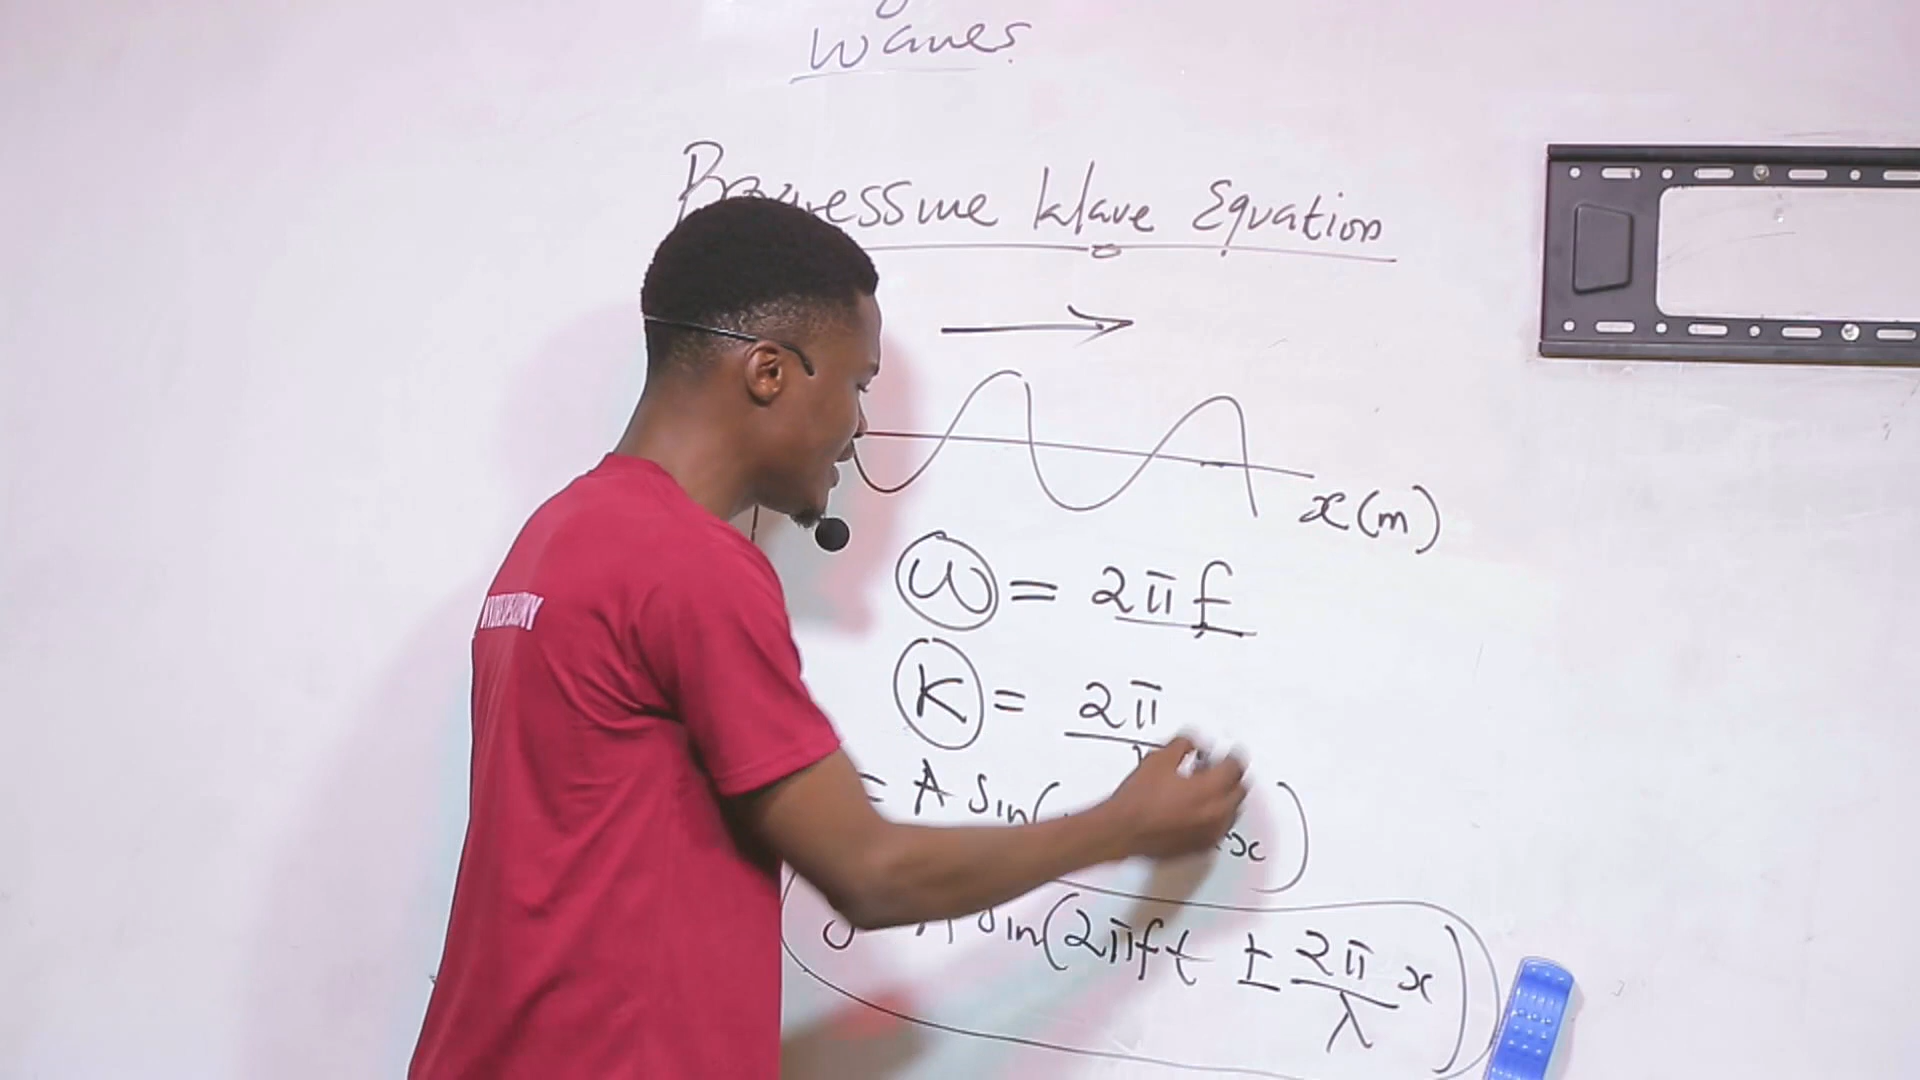 Waves.
Progressive Wave Equation
x(m)
ω = 2πf
K = 2π
= A Sin( x)
Sin(2πft ± 2π/λ x)